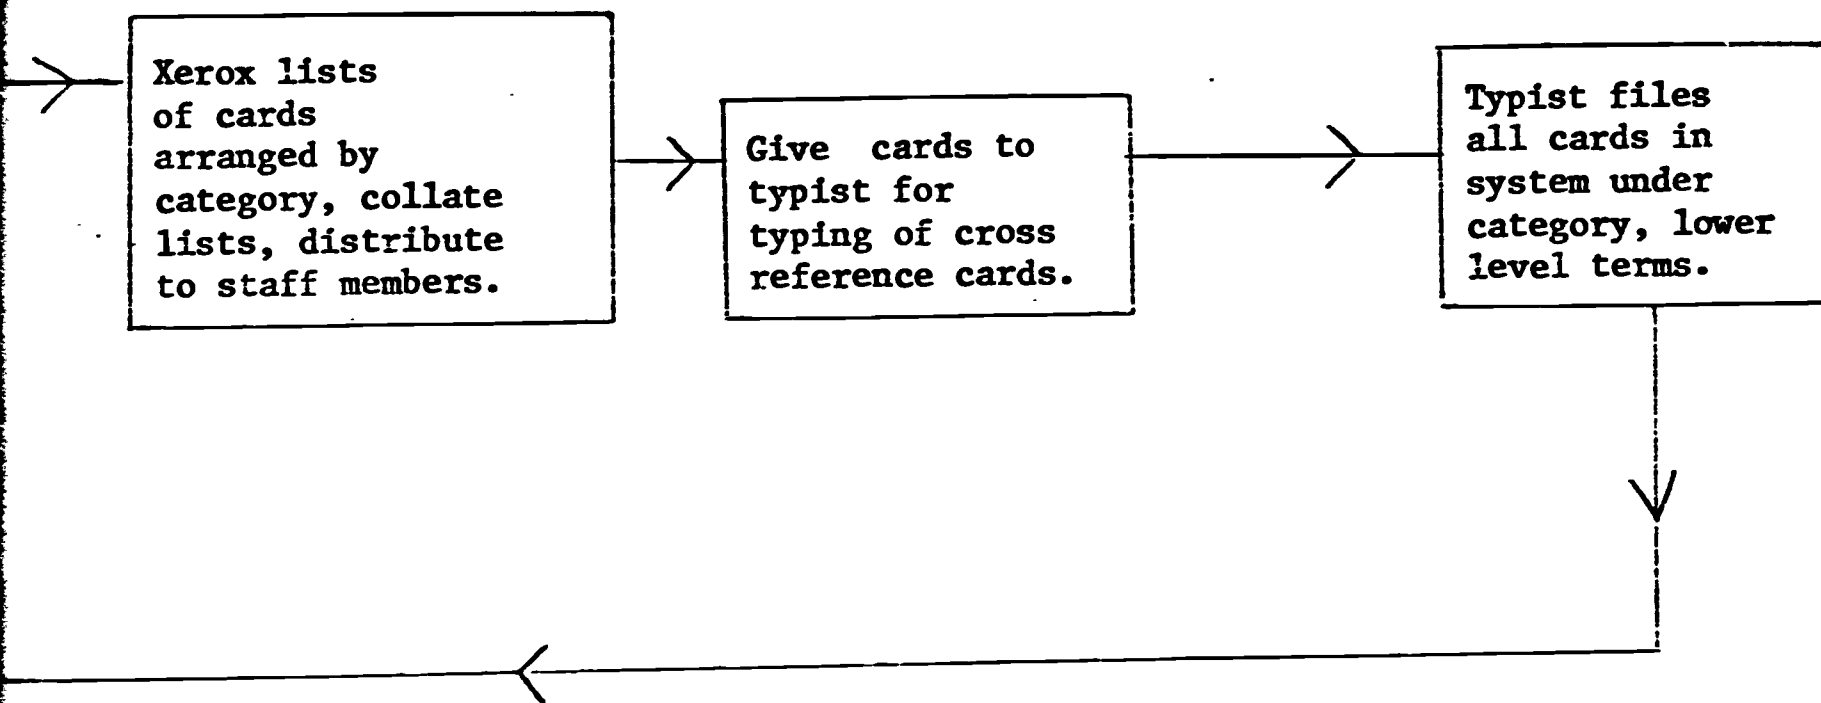 Xerox lists
of cards
arranged by
category, collate
lists, distribute
to staff members.
Give cards to
typist for
typing of cross
reference cards.
Typist files
all cards in
system under
category, lower
level terms.